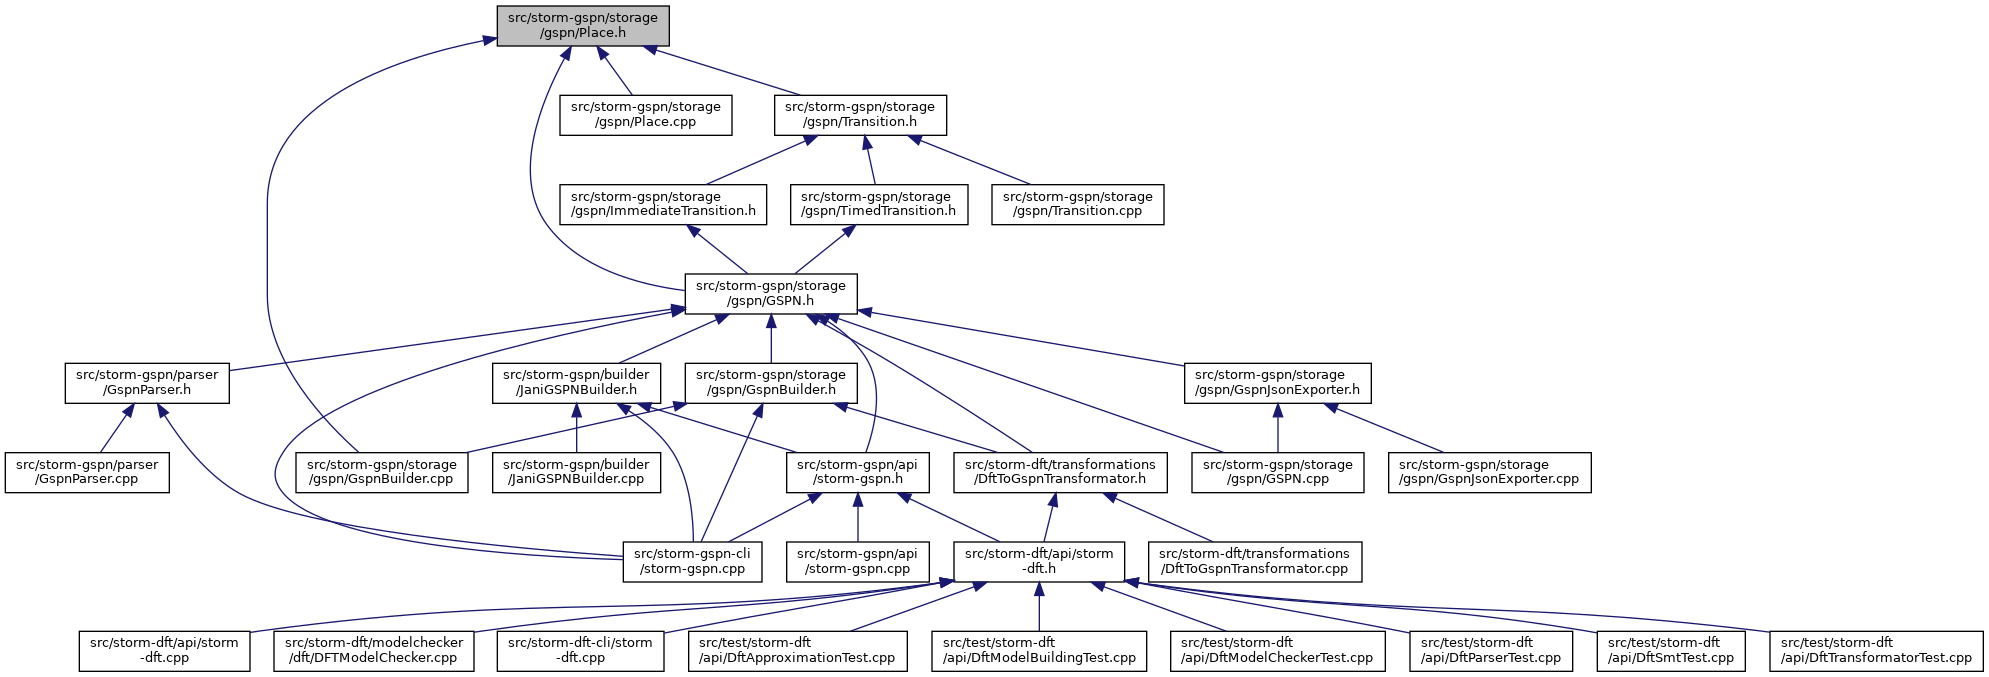 src/storm-gspn/storage
/gspn/Place.h
src/storm-gspn/storage
/gspn/Place.cpp
src/storm-gspn/storage
/gspn/Transition.h
src/storm-gspn/storage
/gspn/ImmediateTransition.h
src/storm-gspn/storage
/gspn/TimedTransition.h
src/storm-gspn/storage
/gspn/Transition.cpp
src/storm-gspn/storage
/gspn/GSPN.h
src/storm-gspn/parser
/GspnParser.h
src/storm-gspn/builder
/JaniGSPNBuilder.h
src/storm-gspn/storage
/gspn/GspnBuilder.h
src/storm-gspn/storage
/gspn/GspnJsonExporter.h
src/storm-gspn/parser
/GspnParser.cpp
src/storm-gspn/storage
/gspn/GspnBuilder.cpp
src/storm-gspn/builder
/JaniGSPNBuilder.cpp
src/storm-gspn/api
/storm-gspn.h
src/storm-dft/transformations
/DftToGspnTransformator.h
src/storm-gspn/storage
/gspn/GSPN.cpp
src/storm-gspn/storage
/gspn/GspnJsonExporter.cpp
src/storm-gspn-cli
/storm-gspn.cpp
src/storm-gspn/api
/storm-gspn.cpp
src/storm-dft/api/storm
-dft.h
src/storm-dft/transformations
/DftToGspnTransformator.cpp
src/storm-dft/api/storm
-dft.cpp
src/storm-dft/modelchecker
/dft/DFTModelChecker.cpp
src/storm-dft-cli/storm
-dft.cpp
src/test/storm-dft
/api/DftApproximationTest.cpp
src/test/storm-dft
/api/DftModelBuildingTest.cpp
src/test/storm-dft
/api/DftModelCheckerTest.cpp
src/test/storm-dft
/api/DftParserTest.cpp
src/test/storm-dft
/api/DftSmtTest.cpp
src/test/storm-dft
/api/DftTransformatorTest.cpp